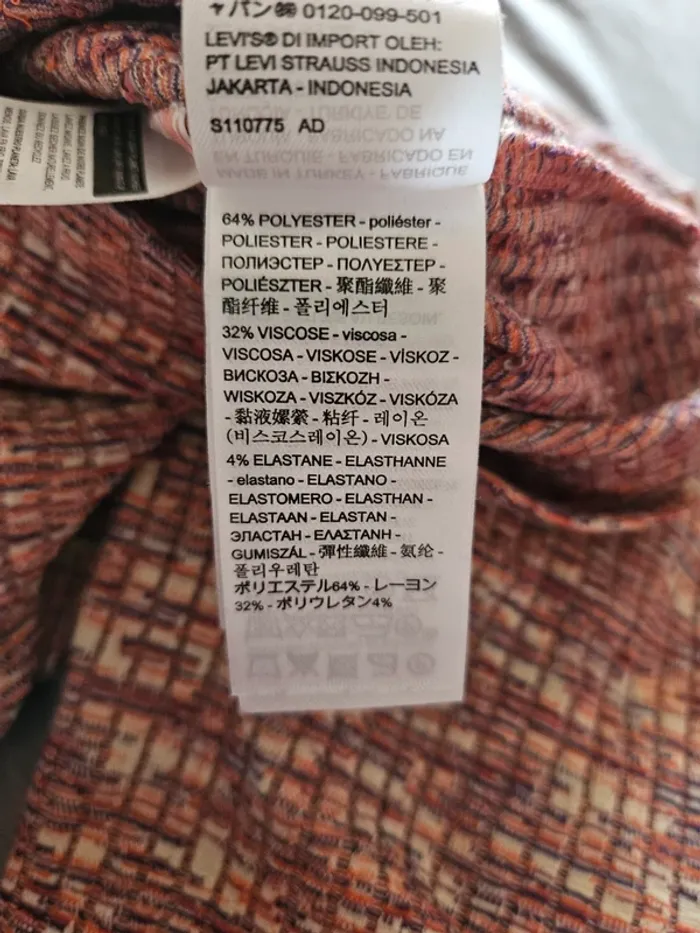 ャパン㈱ 0120-099-501
LEVI'S® DI IMPORT OLEH:
PT LEVI STRAUSS INDONESIA
JAKARTA - INDONESIA
S110775 AD
64% POLYESTER - poliéster -
POLIESTER - POLIESTERE -
ПОЛИЭСТЕР - ΠΟΛΥΕΣΤΕΡ -
POLIÉSZTER - 聚酯纖維 - 聚
酯纤维 - 폴리에스터
32% VISCOSE - viscosa -
VISCOSA - VISKOSE - VİSKOZ -
ВИСКОЗА - ΒΙΣΚΟΖΗ -
WISKOZA - VISZKÓZ - VISKÓZA
- 黏液嫘縈 - 粘纤 - 레이온
(비스코스레이온) - VISKOSA
4% ELASTANE - ELASTHANNE
- elastano - ELASTANO -
ELASTOMERO - ELASTHAN -
ELASTAAN - ELASTAN -
ЭЛАСТАН - ΕΛΑΣΤΑΝΗ -
GUMISZÁL - 彈性纖維 - 氨纶 -
폴리우레탄
ポリエステル64% - レーヨン
32% - ポリウレタン4%